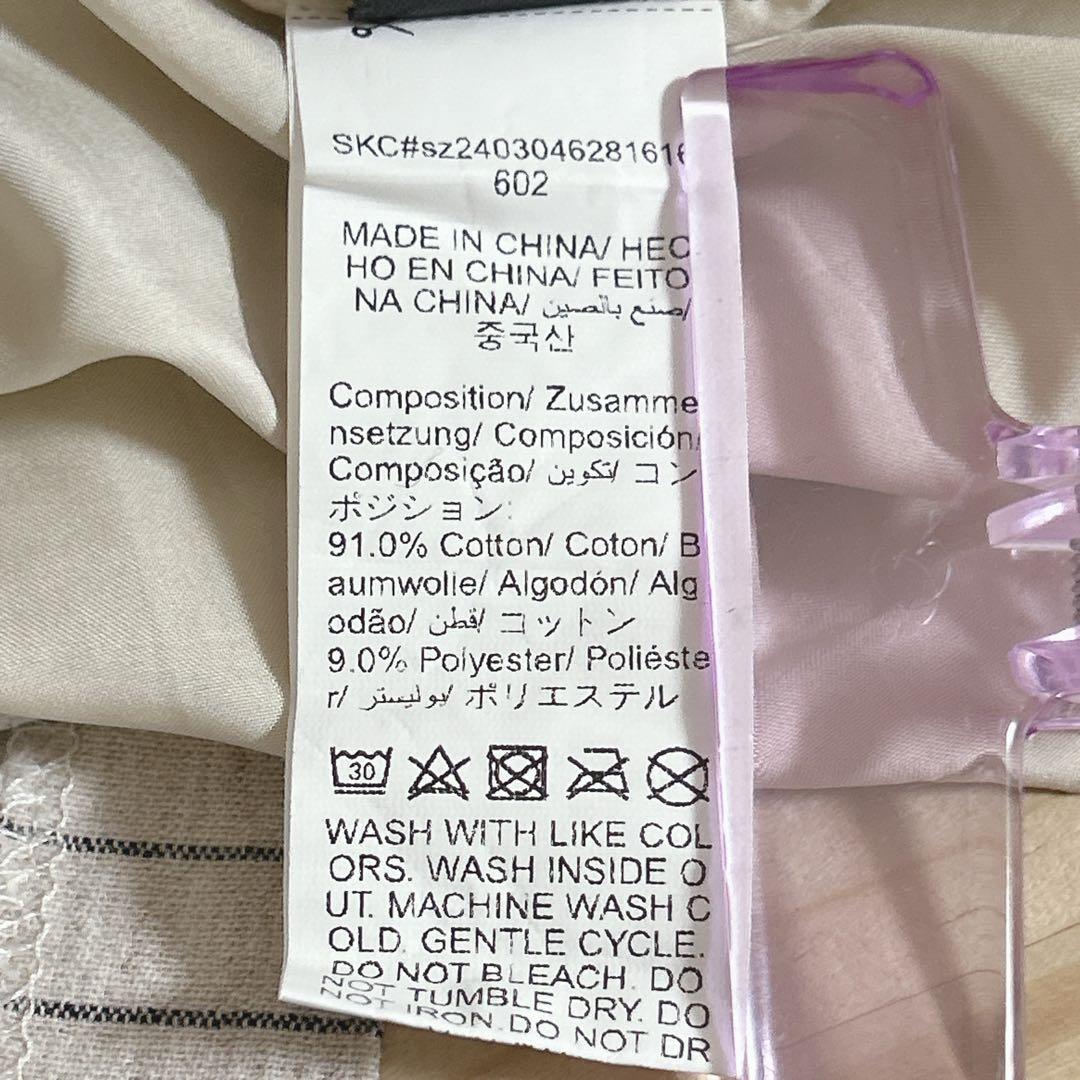 SKC#sz2403046281616
602
MADE IN CHINA/ HEC
HO EN CHINA/ FEITO
NA CHINA/ صنع بالصين/
중국산
Composition/ Zusamme
nsetzung/ Composición/
Composição/ تكوين/ コン
ポジション:
91.0% Cotton/ Coton/ B
aumwolle/ Algodón/ Alg
odão/ قطن/ コットン
9.0% Polyester/ Poliéste
r/ بوليستر/ ポリエステル
30
WASH WITH LIKE COL
ORS. WASH INSIDE O
UT. MACHINE WASH C
OLD. GENTLE CYCLE.
DO NOT BLEACH. DO
NOT TUMBLE DRY. DO
NOT IRON.DO NOT DR